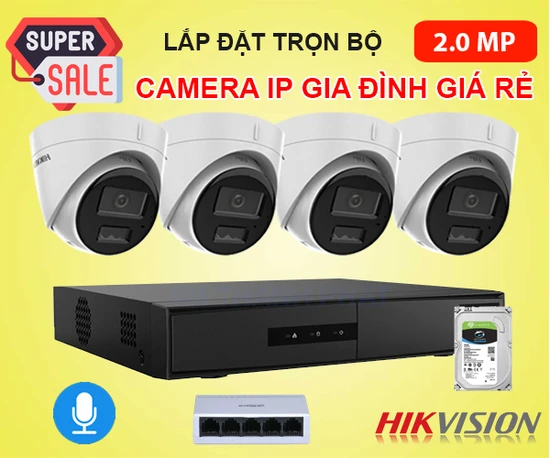 SUPER
SALE
LẮP ĐẶT TRỌN BỘ
2.0 MP
CAMERA IP GIA ĐÌNH GIÁ RẺ
HIKVISION